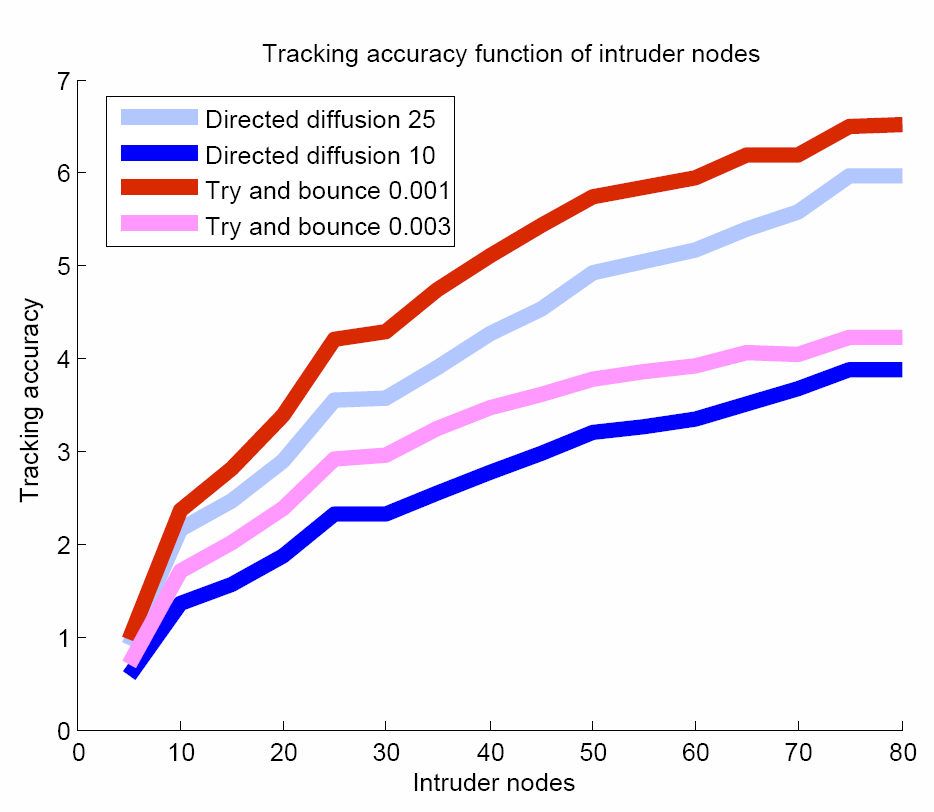 Tracking accuracy function of intruder nodes
7
6
5
4
3
2
1
0
Tracking accuracy
Directed diffusion 25
Directed diffusion 10
Try and bounce 0.001
Try and bounce 0.003
0 10 20 30 40 50 60 70 80
Intruder nodes